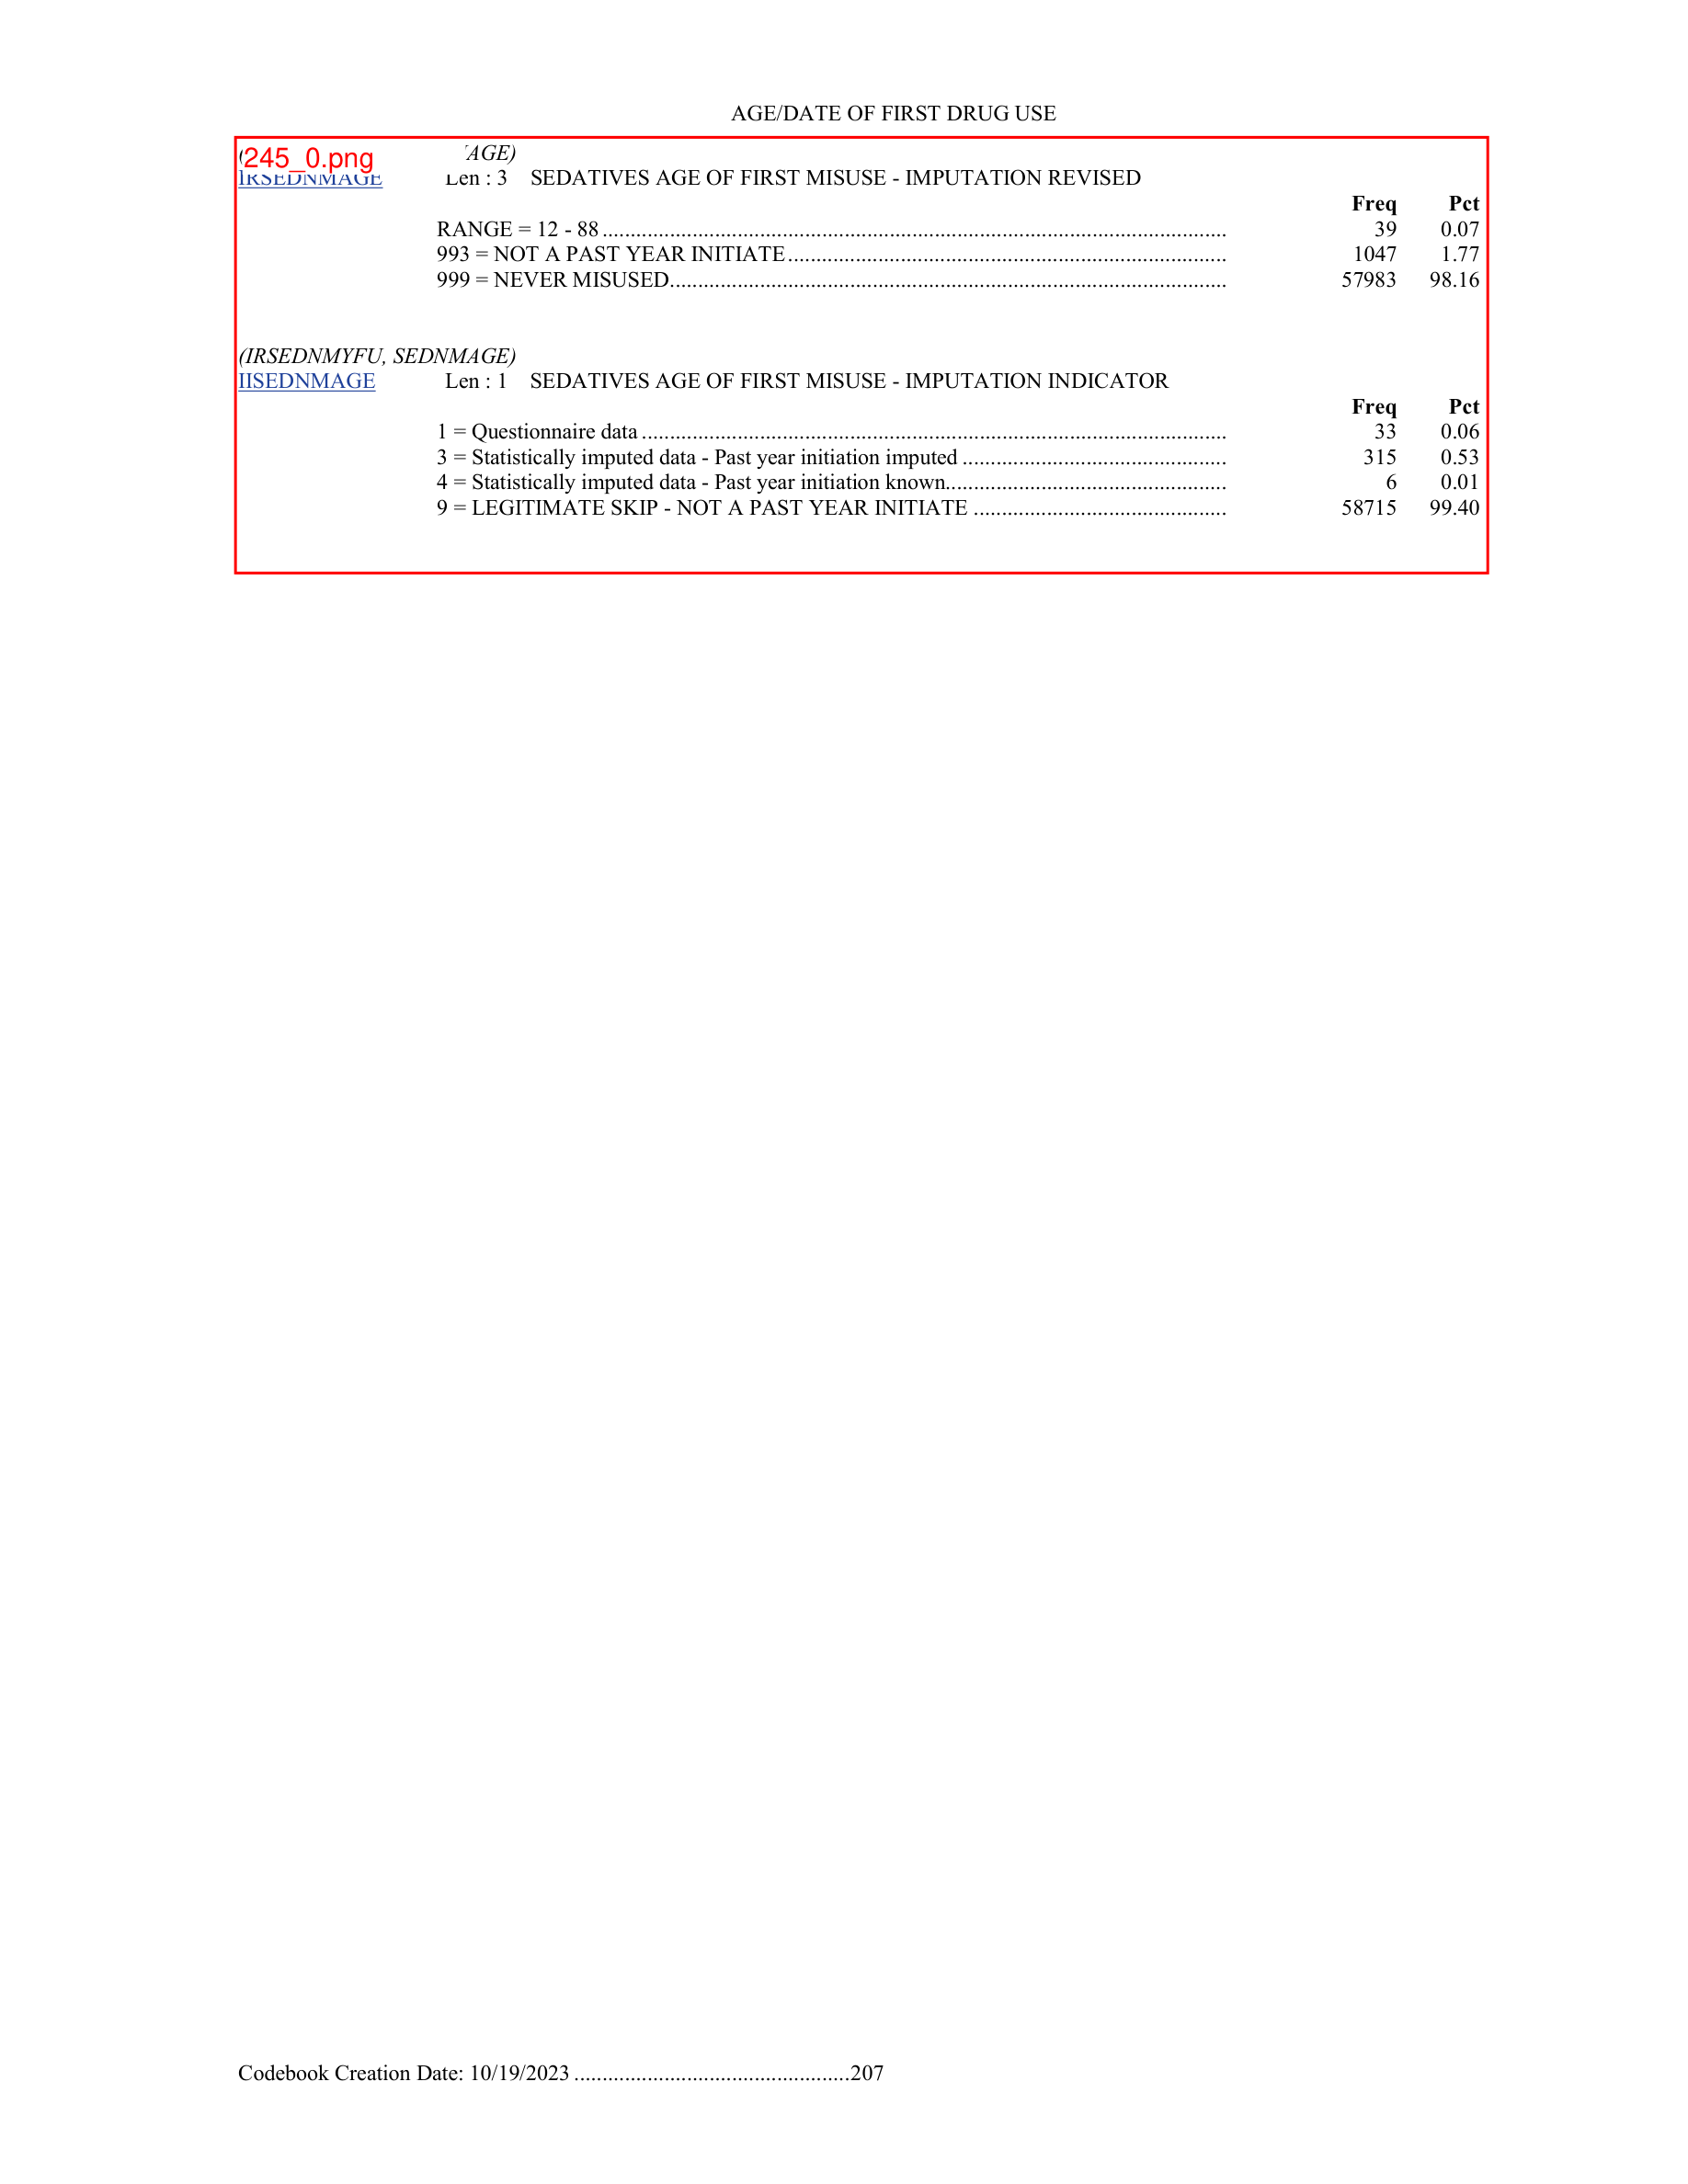 AGE/DATE OF FIRST DRUG USE
245_0.png AGE)
IRSEDNMAGE Len : 3 SEDATIVES AGE OF FIRST MISUSE - IMPUTATION REVISED
Freq Pct
RANGE = 12 - 88 ............................................................................................................... 39 0.07
993 = NOT A PAST YEAR INITIATE.............................................................................. 1047 1.77
999 = NEVER MISUSED................................................................................................... 57983 98.16
(IRSEDNMYFU, SEDNMAGE)
IISEDNMAGE Len : 1 SEDATIVES AGE OF FIRST MISUSE - IMPUTATION INDICATOR
Freq Pct
1 = Questionnaire data ........................................................................................................ 33 0.06
3 = Statistically imputed data - Past year initiation imputed ............................................... 315 0.53
4 = Statistically imputed data - Past year initiation known.................................................. 6 0.01
9 = LEGITIMATE SKIP - NOT A PAST YEAR INITIATE ............................................. 58715 99.40
Codebook Creation Date: 10/19/2023 .................................................207